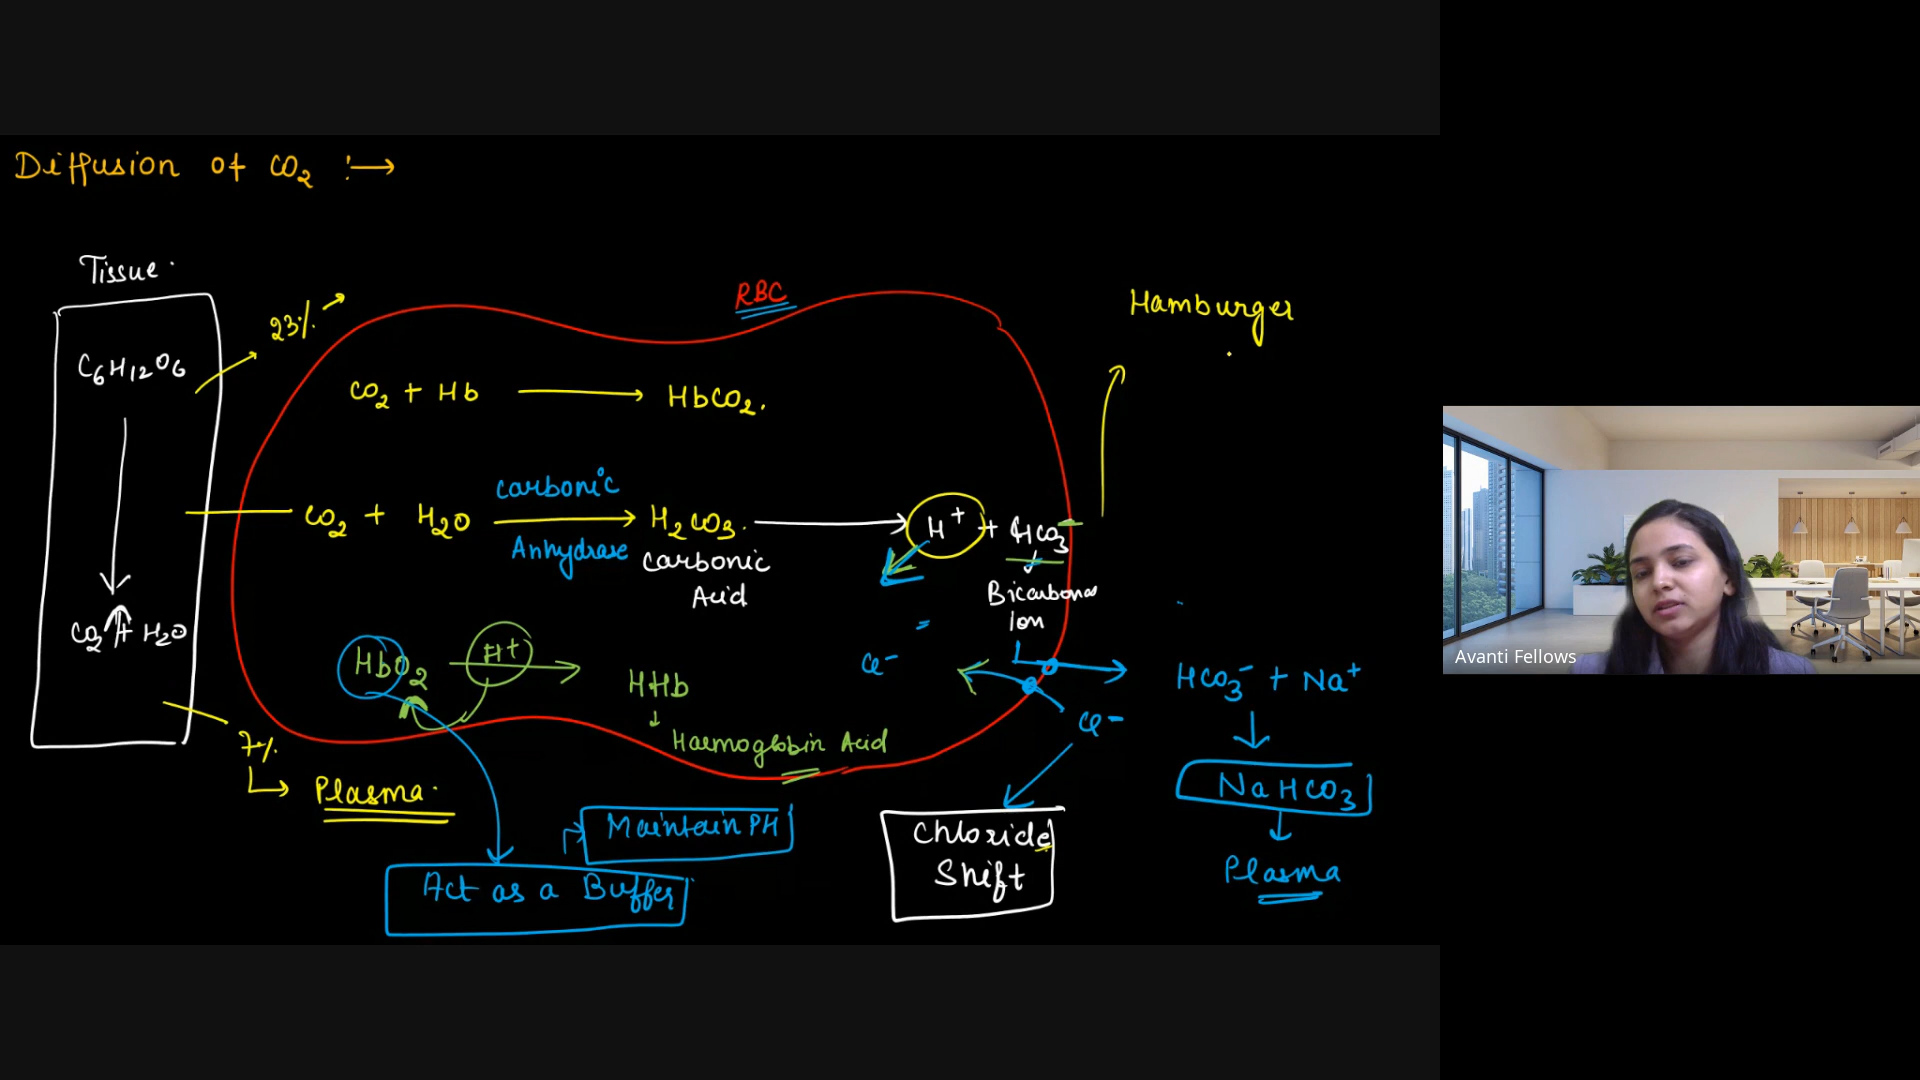 Diffusion of CO2 :→
Tissue.
C6H12O6
CO2 + H2O
23%
7%
Plasma.
RBC
CO2 + Hb → HbCO2.
CO2 + H2O → H2CO3. → H+ + HCO3-
carbonic
Anhydrase
Carbonic
Acid
Bicarbonate
Ion
HbO2 H+ → HHb
Haemoglobin Acid
Cl-
Cl-
Hamburger
HCO3- + Na+
NaHCO3
Plasma
Maintain PH
Act as a Buffer
Chloride
Shift
Avanti Fellows